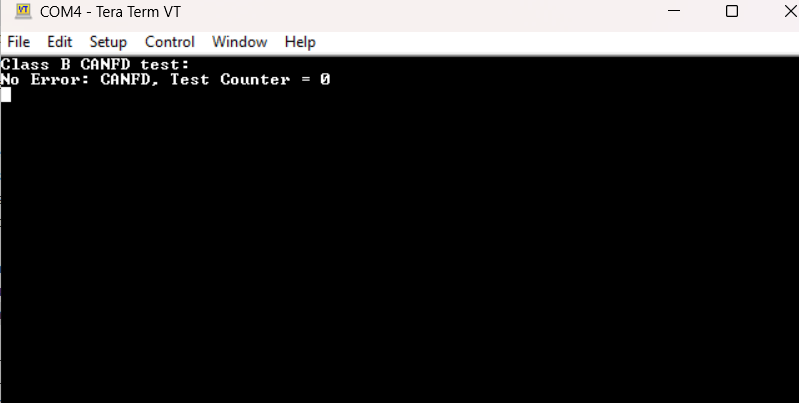 COM4 - Tera Term VT
File Edit Setup Control Window Help
Class B CANFD test:
No Error: CANFD, Test Counter = 0